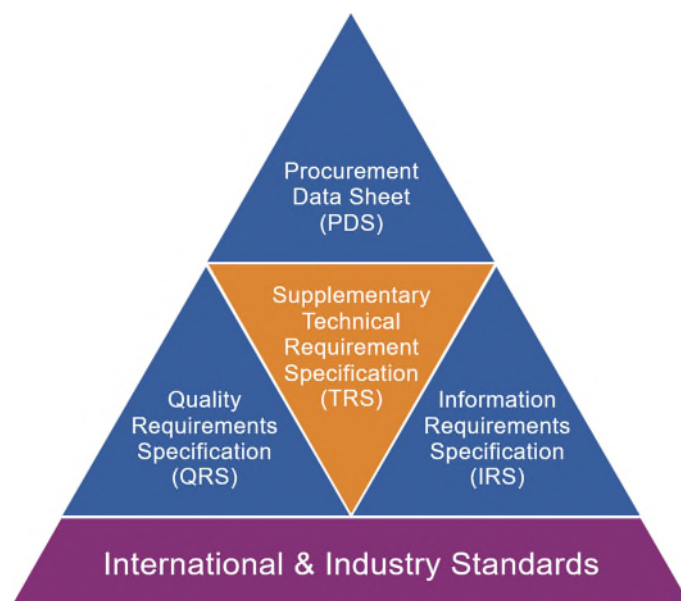 Procurement
Data Sheet
(PDS)
Supplementary
Technical
Requirement
Specification
(TRS)
Quality
Requirements
Specification
(QRS)
Information
Requirements
Specification
(IRS)
International & Industry Standards